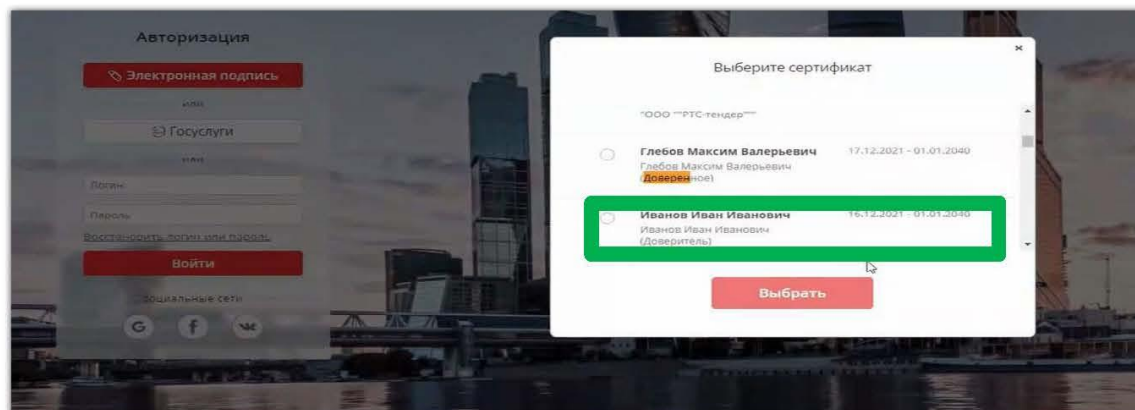 Авторизация
Электронная подпись
или
Госуслуги
или
Логин
Пароль
Восстановить логин или пароль
Войти
Социальные сети
G f
×
Выберите сертификат
"ООО ""РТС-тендер"""
Глебов Максим Валерьевич 17.12.2021 - 01.01.2040
Глебов Максим Валерьевич
(Доверенное)
Иванов Иван Иванович 16.12.2021 - 01.01.2040
Иванов Иван Иванович
(Доверитель)
Выбрать